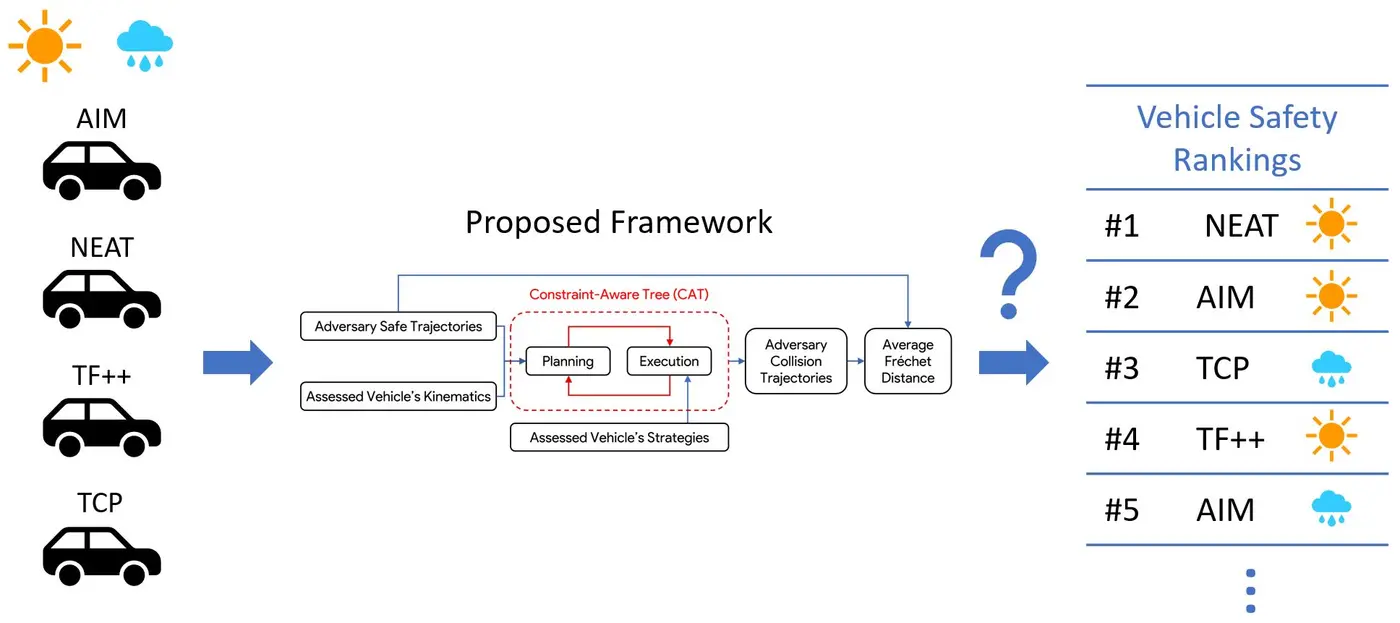 AIM
NEAT
TF++
TCP
Proposed Framework
Constraint-Aware Tree (CAT)
Adversary Safe Trajectories
Assessed Vehicle's Kinematics
Planning
Execution
Assessed Vehicle's Strategies
Adversary
Collision
Trajectories
Average
Fréchet
Distance
?
Vehicle Safety
Rankings
#1 NEAT
#2 AIM
#3 TCP
#4 TF++
#5 AIM